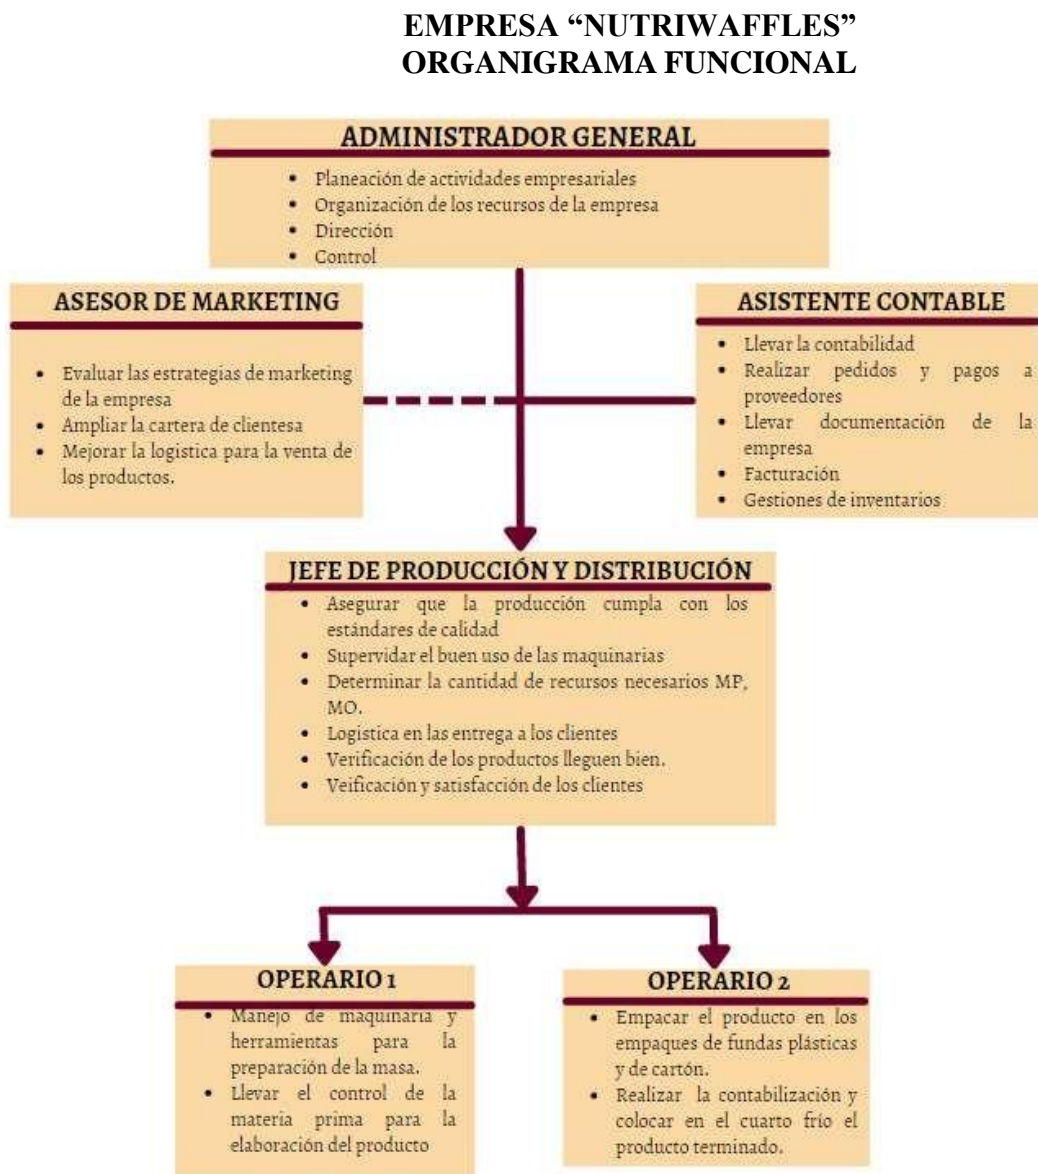 EMPRESA “NUTRIWAFFLES”
ORGANIGRAMA FUNCIONAL
ADMINISTRADOR GENERAL
• Planeación de actividades empresariales
• Organización de los recursos de la empresa
• Dirección
• Control
ASESOR DE MARKETING
• Evaluar las estrategias de marketing
de la empresa
• Ampliar la cartera de clientesa
• Mejorar la logistica para la venta de
los productos.
ASISTENTE CONTABLE
• Llevar la contabilidad
• Realizar pedidos y pagos a
proveedores
• Llevar documentación de la
empresa
• Facturación
• Gestiones de inventarios
JEFE DE PRODUCCIÓN Y DISTRIBUCIÓN
• Asegurar que la producción cumpla con los
estándares de calidad
• Supervidar el buen uso de las maquinarias
• Determinar la cantidad de recursos necesarios MP,
MO.
• Logistica en las entrega a los clientes
• Verificación de los productos lleguen bien.
• Veificación y satisfacción de los clientes
OPERARIO 1
• Manejo de maquinaria y
herramientas para la
preparación de la masa.
• Llevar el control de la
materia prima para la
elaboración del producto
OPERARIO 2
• Empacar el producto en los
empaques de fundas plásticas
y de cartón.
• Realizar la contabilización y
colocar en el cuarto frío el
producto terminado.